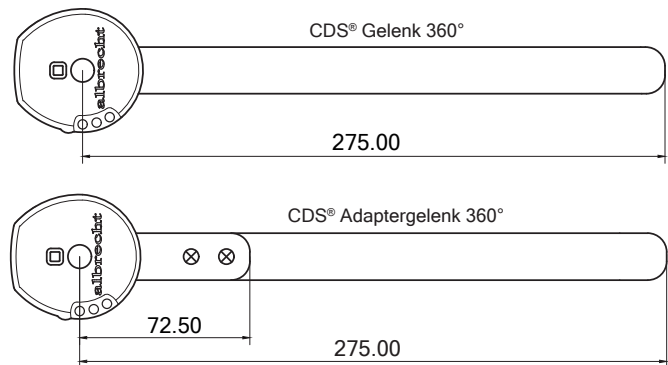 CDS® Gelenk 360°
albrecht
275.00
CDS® Adaptergelenk 360°
albrecht
72.50
275.00